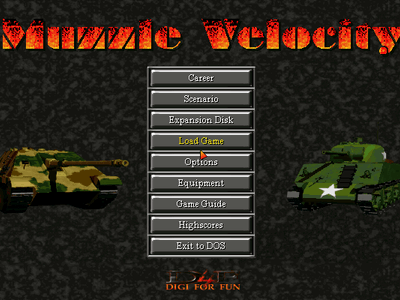 Muzzle Velocity
Career
Scenario
Expansion Disk
Load Game
Options
Equipment
Game Guide
Highscores
Exit to DOS
D4F
DIGI FOR FUN